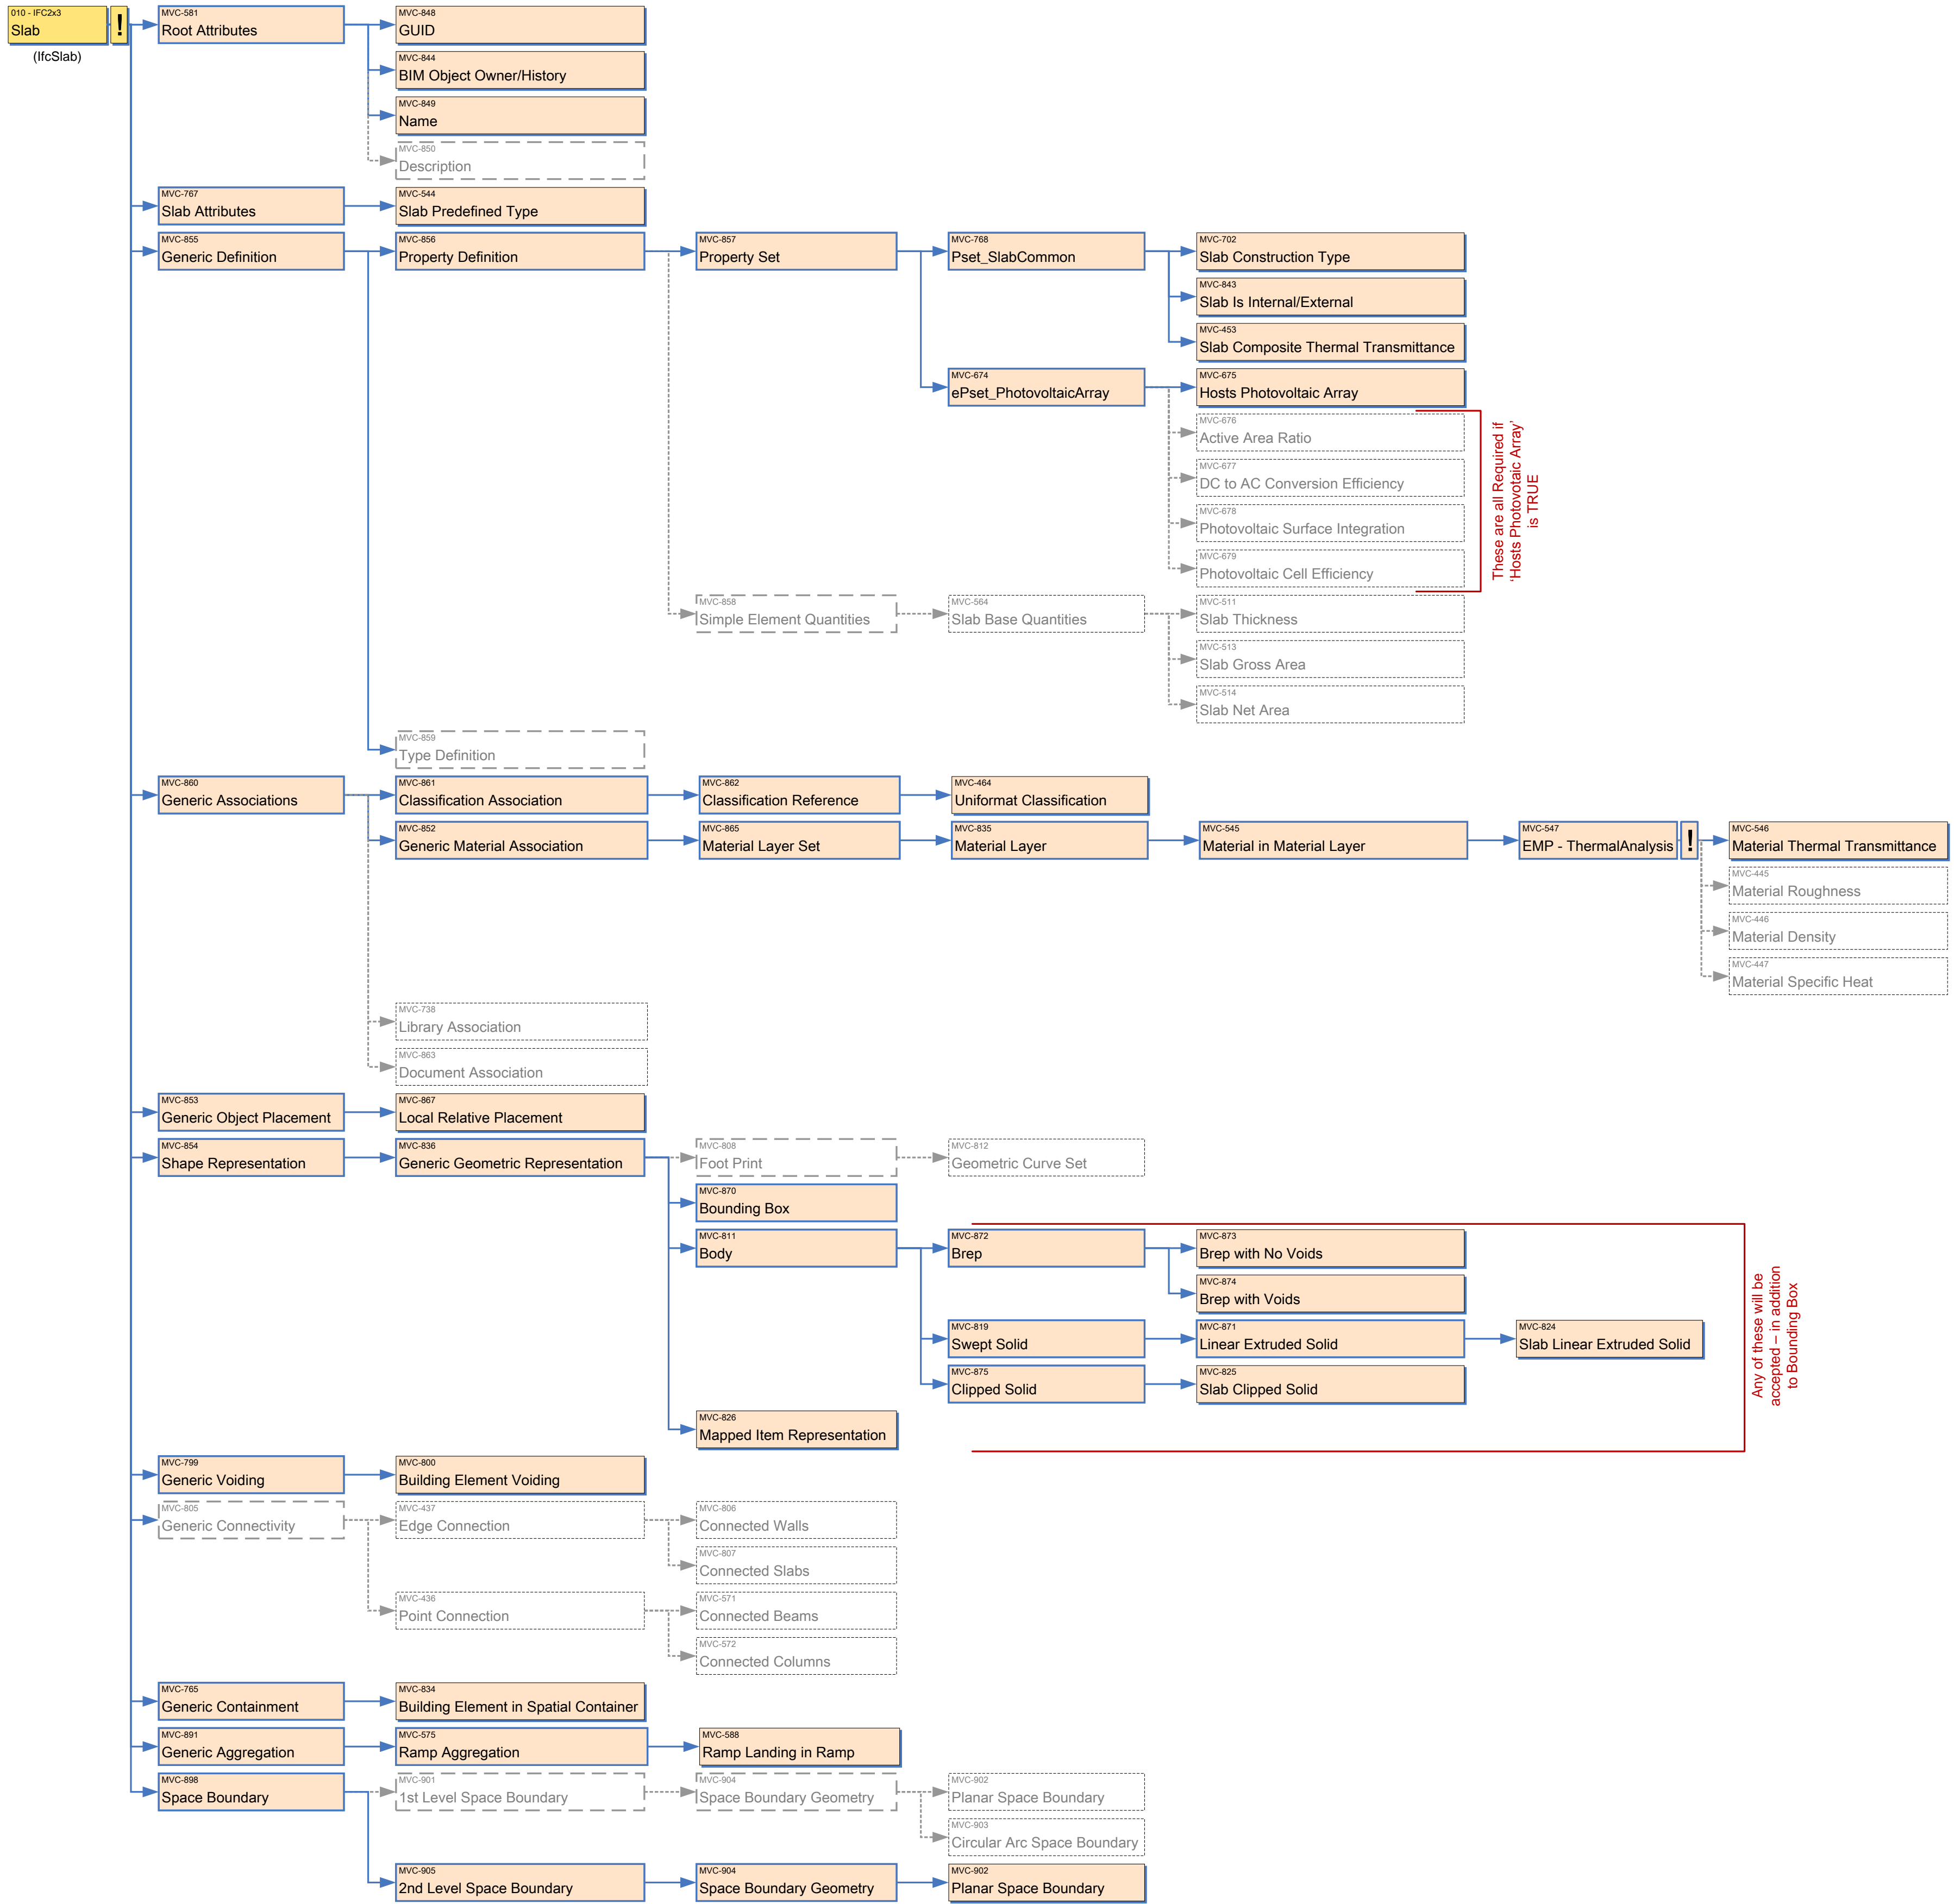 010 - IFC2x3
Slab
!
(IfcSlab)
MVC-581
Root Attributes
MVC-848
GUID
MVC-844
BIM Object Owner/History
MVC-849
Name
MVC-850
Description
MVC-767
Slab Attributes
MVC-544
Slab Predefined Type
MVC-855
Generic Definition
MVC-856
Property Definition
MVC-857
Property Set
MVC-768
Pset_SlabCommon
MVC-702
Slab Construction Type
MVC-843
Slab Is Internal/External
MVC-453
Slab Composite Thermal Transmittance
MVC-674
ePset_PhotovoltaicArray
MVC-675
Hosts Photovoltaic Array
MVC-676
Active Area Ratio
MVC-677
DC to AC Conversion Efficiency
MVC-678
Photovoltaic Surface Integration
MVC-679
Photovoltaic Cell Efficiency
These are all Required if
'Hosts Photovotaic Array'
is TRUE
MVC-858
Simple Element Quantities
MVC-564
Slab Base Quantities
MVC-511
Slab Thickness
MVC-513
Slab Gross Area
MVC-514
Slab Net Area
MVC-859
Type Definition
MVC-860
Generic Associations
MVC-861
Classification Association
MVC-862
Classification Reference
MVC-464
Uniformat Classification
MVC-852
Generic Material Association
MVC-865
Material Layer Set
MVC-835
Material Layer
MVC-545
Material in Material Layer
MVC-547
EMP - ThermalAnalysis
!
MVC-546
Material Thermal Transmittance
MVC-445
Material Roughness
MVC-446
Material Density
MVC-447
Material Specific Heat
MVC-738
Library Association
MVC-863
Document Association
MVC-853
Generic Object Placement
MVC-867
Local Relative Placement
MVC-854
Shape Representation
MVC-836
Generic Geometric Representation
MVC-808
Foot Print
MVC-812
Geometric Curve Set
MVC-870
Bounding Box
MVC-811
Body
MVC-872
Brep
MVC-873
Brep with No Voids
MVC-874
Brep with Voids
MVC-819
Swept Solid
MVC-871
Linear Extruded Solid
MVC-824
Slab Linear Extruded Solid
MVC-875
Clipped Solid
MVC-825
Slab Clipped Solid
MVC-826
Mapped Item Representation
Any of these will be
accepted – in addition
to Bounding Box
MVC-799
Generic Voiding
MVC-800
Building Element Voiding
MVC-805
Generic Connectivity
MVC-437
Edge Connection
MVC-806
Connected Walls
MVC-807
Connected Slabs
MVC-436
Point Connection
MVC-571
Connected Beams
MVC-572
Connected Columns
MVC-765
Generic Containment
MVC-834
Building Element in Spatial Container
MVC-891
Generic Aggregation
MVC-575
Ramp Aggregation
MVC-588
Ramp Landing in Ramp
MVC-898
Space Boundary
MVC-901
1st Level Space Boundary
MVC-904
Space Boundary Geometry
MVC-902
Planar Space Boundary
MVC-903
Circular Arc Space Boundary
MVC-905
2nd Level Space Boundary
MVC-904
Space Boundary Geometry
MVC-902
Planar Space Boundary